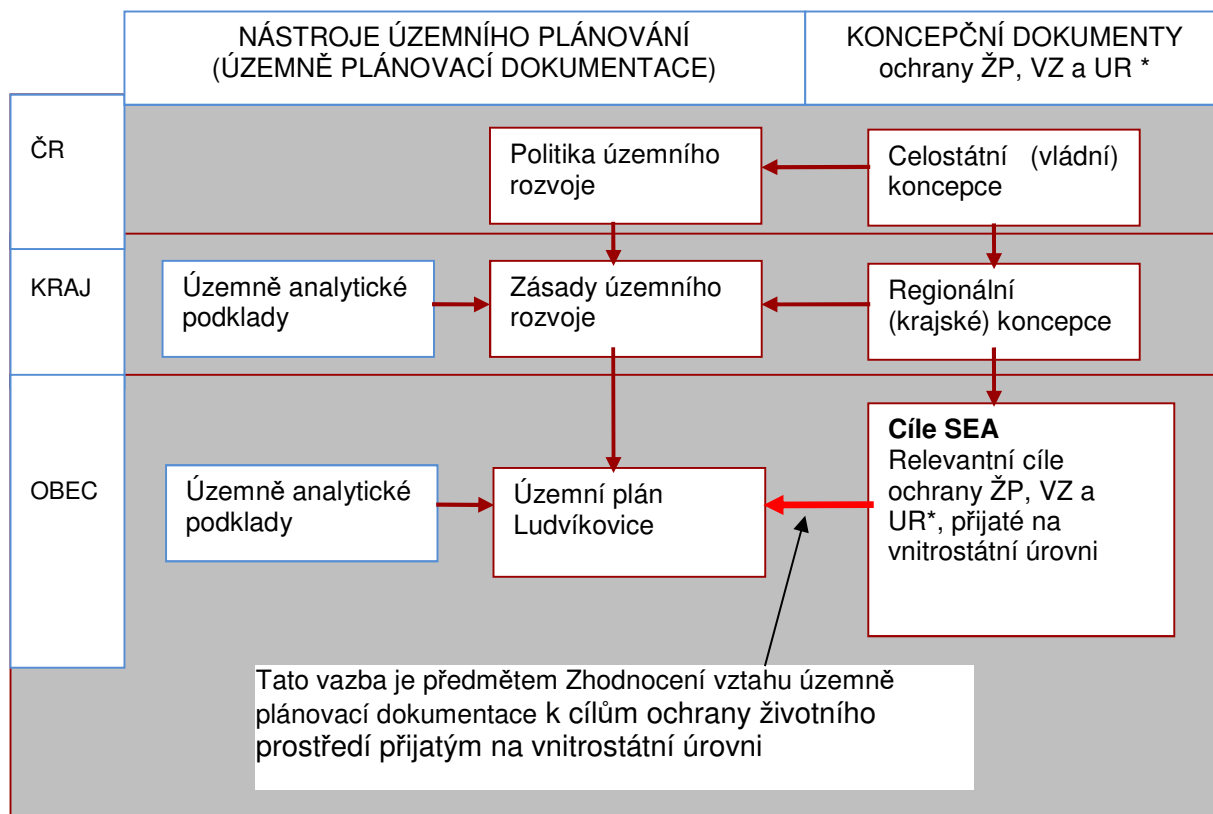 NÁSTROJE ÚZEMNÍHO PLÁNOVÁNÍ
(ÚZEMNĚ PLÁNOVACÍ DOKUMENTACE)
KONCEPČNÍ DOKUMENTY
ochrany ŽP, VZ a UR *
ČR
Politika územního
rozvoje
Celostátní (vládní)
koncepce
KRAJ
Územně analytické
podklady
Zásady územního
rozvoje
Regionální
(krajské) koncepce
OBEC
Územně analytické
podklady
Územní plán
Ludvíkovice
Cíle SEA
Relevantní cíle
ochrany ŽP, VZ a
UR*, přijaté na
vnitrostátní úrovni
Tato vazba je předmětem Zhodnocení vztahu územně
plánovací dokumentace k cílům ochrany životního
prostředí přijatým na vnitrostátní úrovni